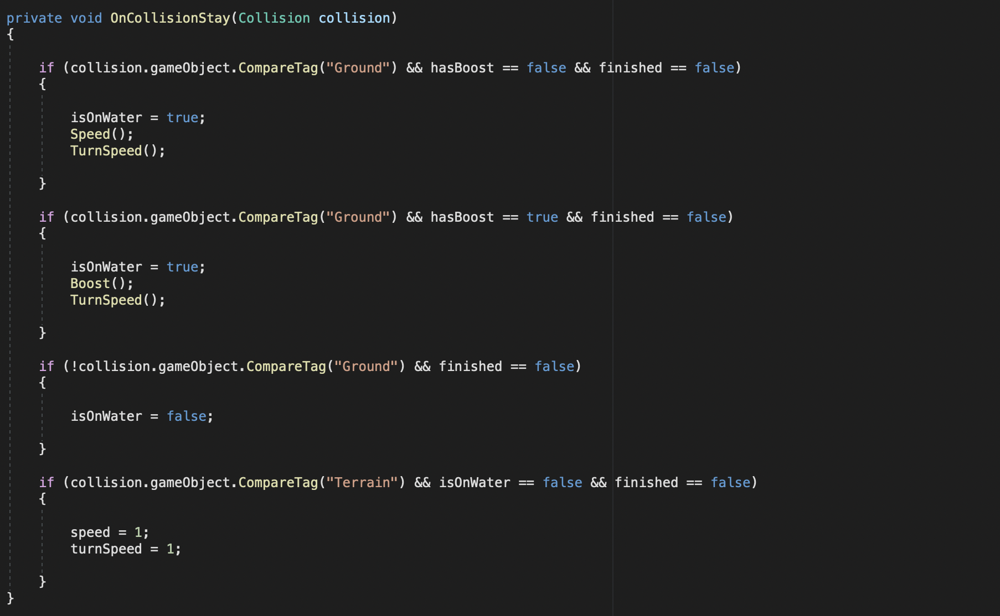 private void OnCollisionStay(Collision collision)
{
if (collision.gameObject.CompareTag("Ground") && hasBoost == false && finished == false)
{
isOnWater = true;
Speed();
TurnSpeed();
}
if (collision.gameObject.CompareTag("Ground") && hasBoost == true && finished == false)
{
isOnWater = true;
Boost();
TurnSpeed();
}
if (!collision.gameObject.CompareTag("Ground") && finished == false)
{
isOnWater = false;
}
if (collision.gameObject.CompareTag("Terrain") && isOnWater == false && finished == false)
{
speed = 1;
turnSpeed = 1;
}
}